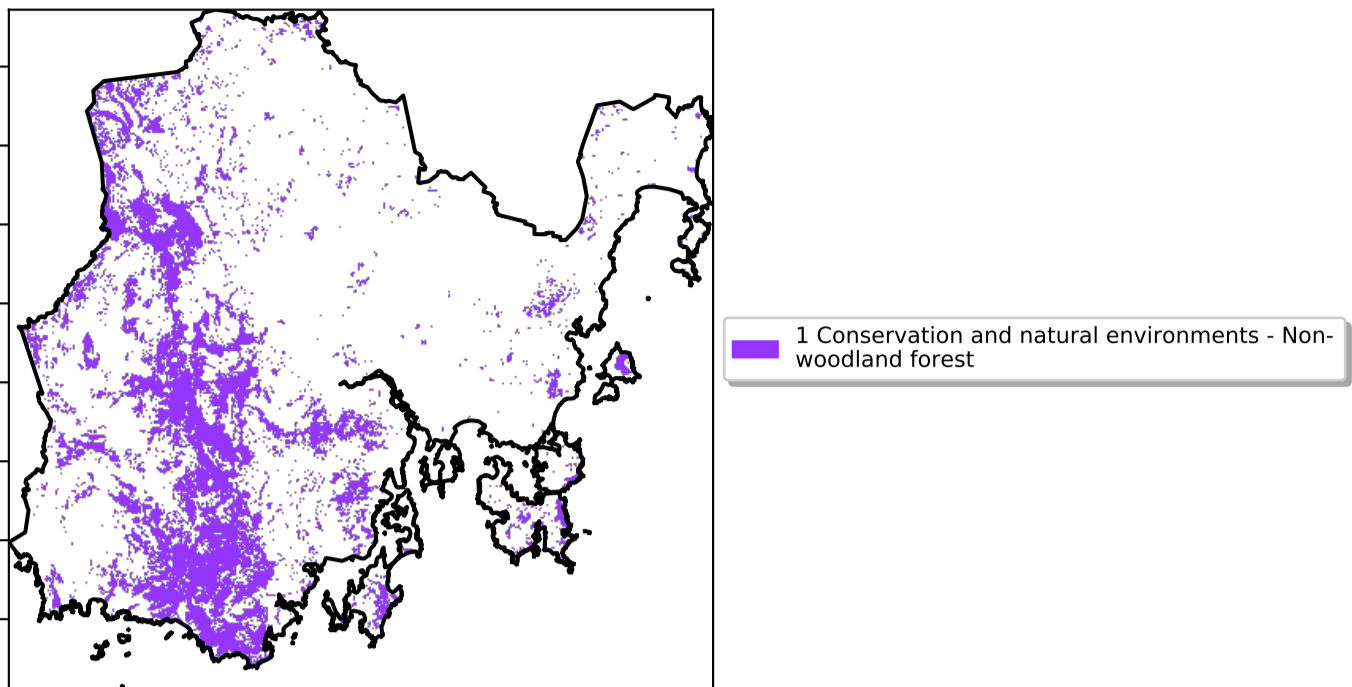 1 Conservation and natural environments - Non-
woodland forest